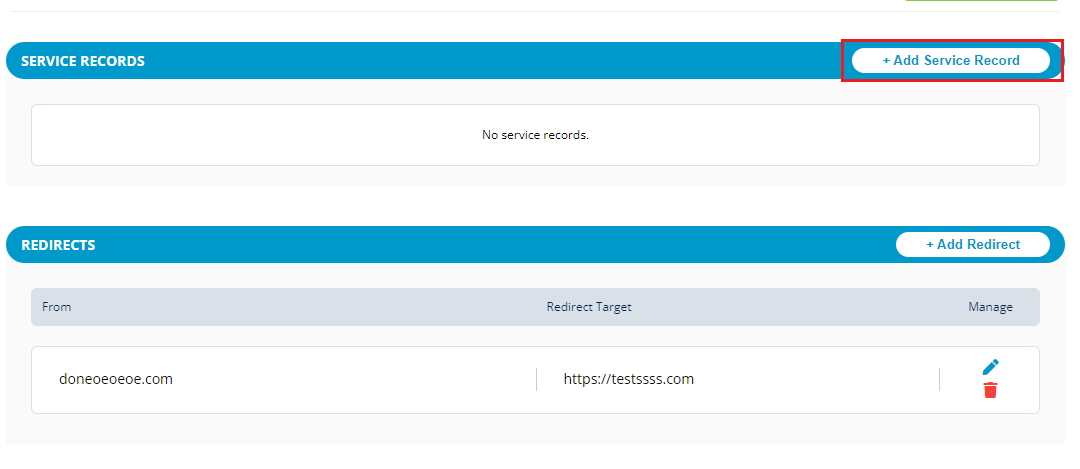 SERVICE RECORDS
+ Add Service Record
No service records.
REDIRECTS
+ Add Redirect
From
Redirect Target
Manage
doneoeoeoe.com
https://testssss.com